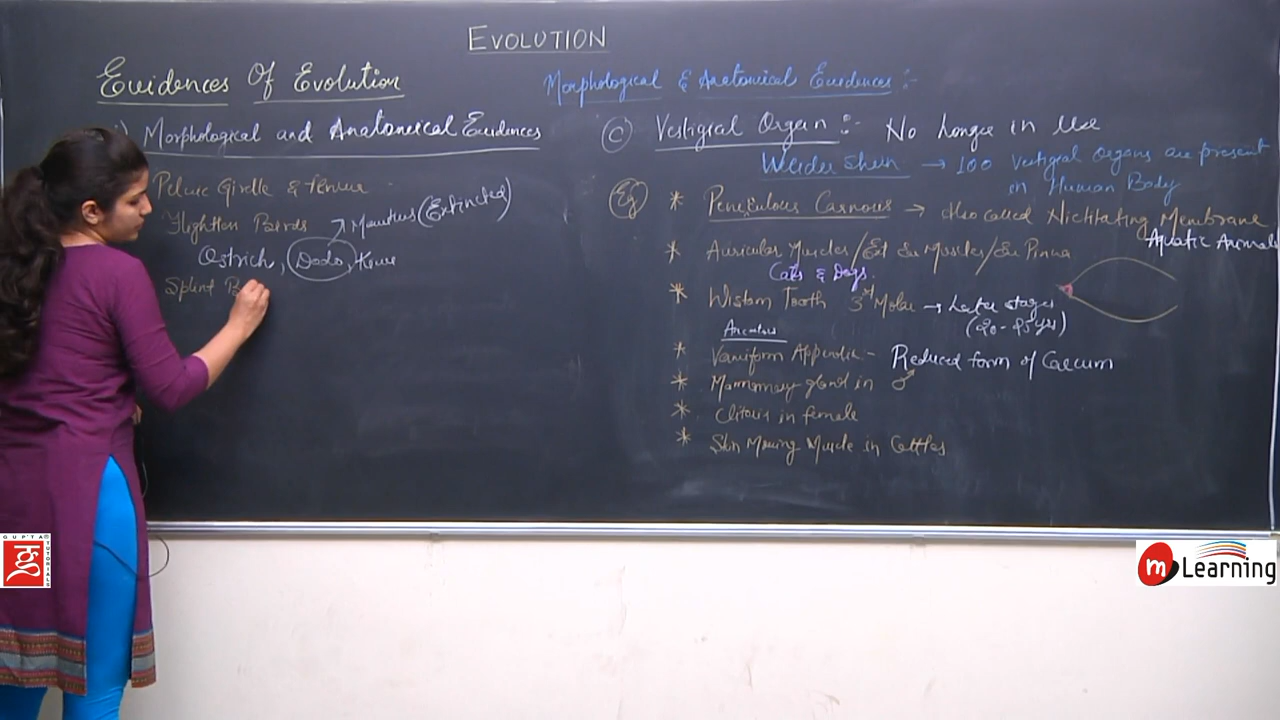 EVOLUTION
Evidences Of Evolution
i) Morphological and Anatomical Evidences
Pelvic Girdle & femur
Flightless Birds → Mauritius (Extincted)
Ostrich, Dodo, Kiwi
Splint B
Morphological & Anatomical Evidences :-
(C) Vestigial Organ :- No longer in Use
→ 100 Vestigial Organs are present
in Human Body
Eg * → Also called Nictitating Membrane
Aquatic Animals
* Auricular Muscles/Ext Ear Muscles/Ear Pinna
Cats & Dogs.
* Wisdom Tooth 3rd Molar → Later stages
(20-25 yrs)
* Vermiform Appendix - Reduced form of Caecum
* Mammary gland in ♂
* Clitoris in female
* Skin Moving Muscle in Cattles
GUPTA® TUTORIALS
m Learning